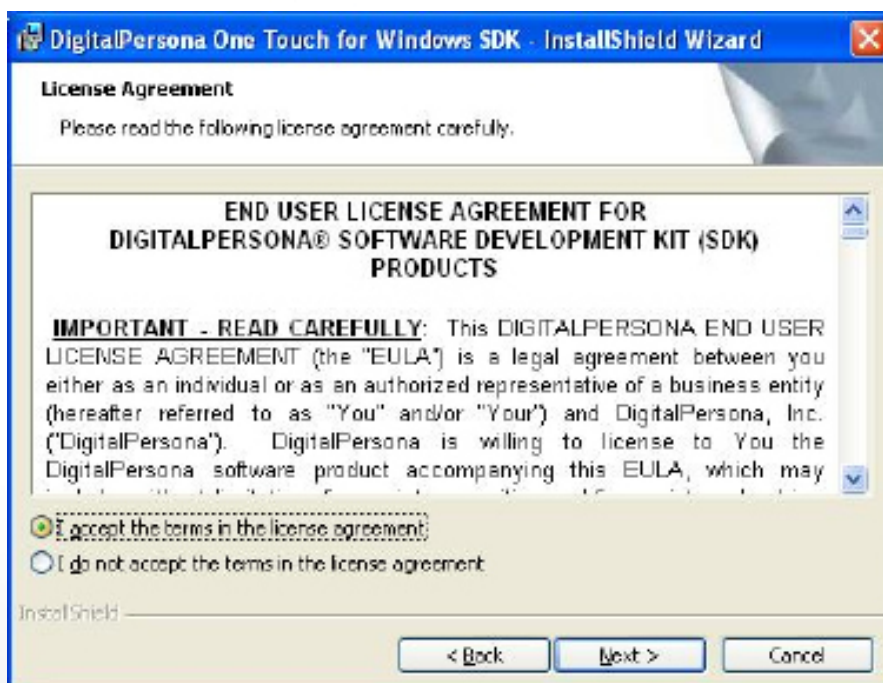 DigitalPersona One Touch for Windows SDK - InstallShield Wizard
License Agreement
Please read the following license agreement carefully.
END USER LICENSE AGREEMENT FOR
DIGITALPERSONA® SOFTWARE DEVELOPMENT KIT (SDK)
PRODUCTS
IMPORTANT - READ CAREFULLY: This DIGITALPERSONA END USER
LICENSE AGREEMENT (the "EULA") is a legal agreement between you
either as an individual or as an authorized representative of a business entity
(hereafter referred to as "You" and/or "Your") and DigitalPersona, Inc.
("DigitalPersona"). DigitalPersona is willing to license to You the
DigitalPersona software product accompanying this EULA, which may
I accept the terms in the license agreement
I do not accept the terms in the license agreement
InstallShield
< Back
Next >
Cancel